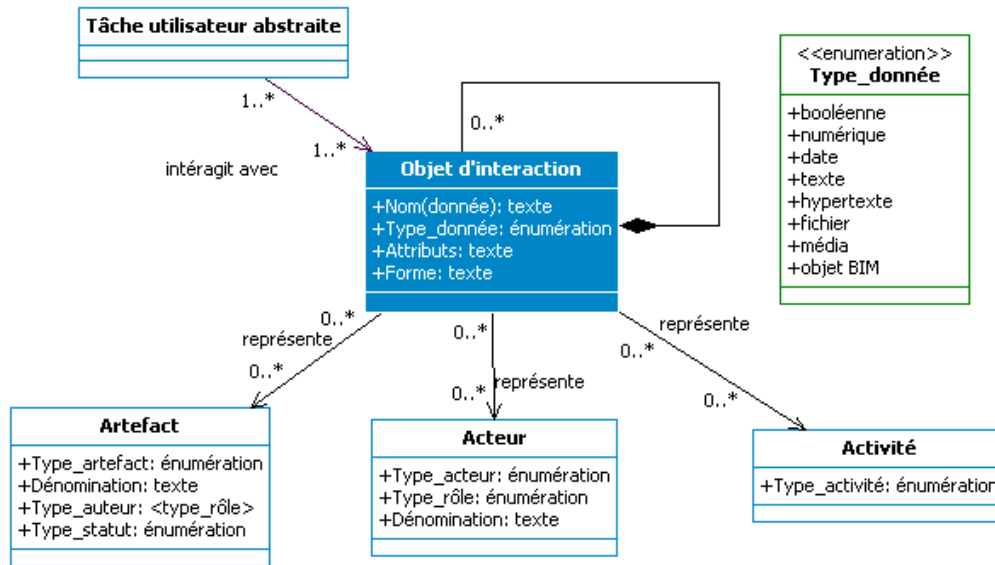 Tâche utilisateur abstraite
<<enumeration>>
Type_donnée
+booléenne
+numérique
+date
+texte
+hypertexte
+fichier
+média
+objet BIM
1..*
0..*
1..*
intéragit avec
Objet d'interaction
+Nom(donnée): texte
+Type_donnée: énumération
+Attributs: texte
+Forme: texte
0..*
représente
0..*
0..*
représente
0..*
représente
0..*
0..*
Artefact
+Type_artefact: énumération
+Dénomination: texte
+Type_auteur: <type_rôle>
+Type_statut: énumération
Acteur
+Type_acteur: énumération
+Type_rôle: énumération
+Dénomination: texte
Activité
+Type_activité: énumération